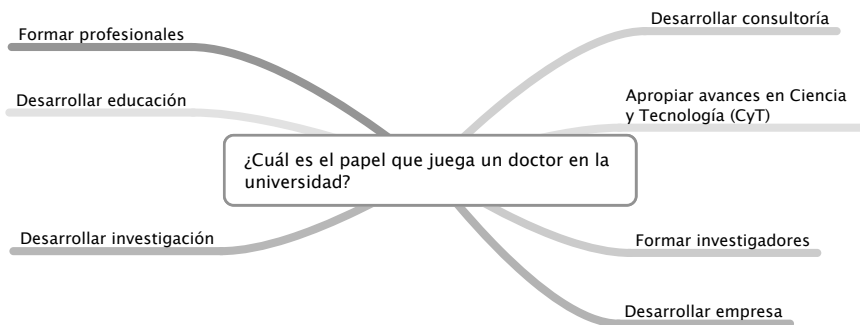 Formar profesionales
Desarrollar consultoría
Desarrollar educación
Apropiar avances en Ciencia
y Tecnología (CyT)
¿Cuál es el papel que juega un doctor en la
universidad?
Desarrollar investigación
Formar investigadores
Desarrollar empresa